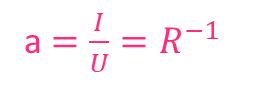 a = I/U = R⁻¹